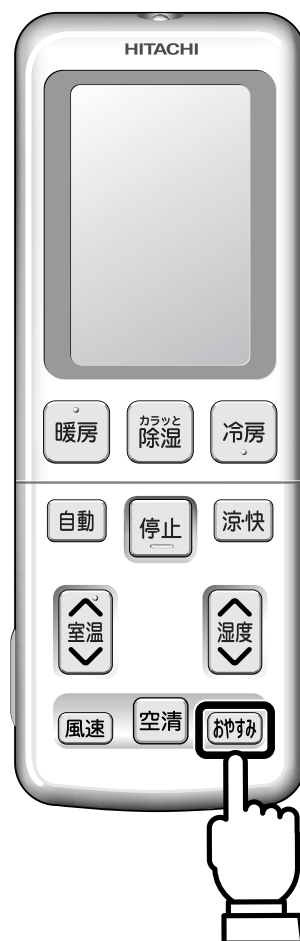 HITACHI
暖房 カラッと除湿 冷房
自動 停止 涼・快
室温 湿度
風速 空清 おやすみ